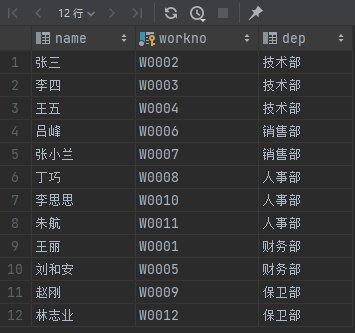 12 行
name workno dep
1 张三 W0002 技术部
2 李四 W0003 技术部
3 王五 W0004 技术部
4 吕峰 W0006 销售部
5 张小兰 W0007 销售部
6 丁巧 W0008 人事部
7 李思思 W0010 人事部
8 朱航 W0011 人事部
9 王丽 W0001 财务部
10 刘和安 W0005 财务部
11 赵刚 W0009 保卫部
12 林志业 W0012 保卫部